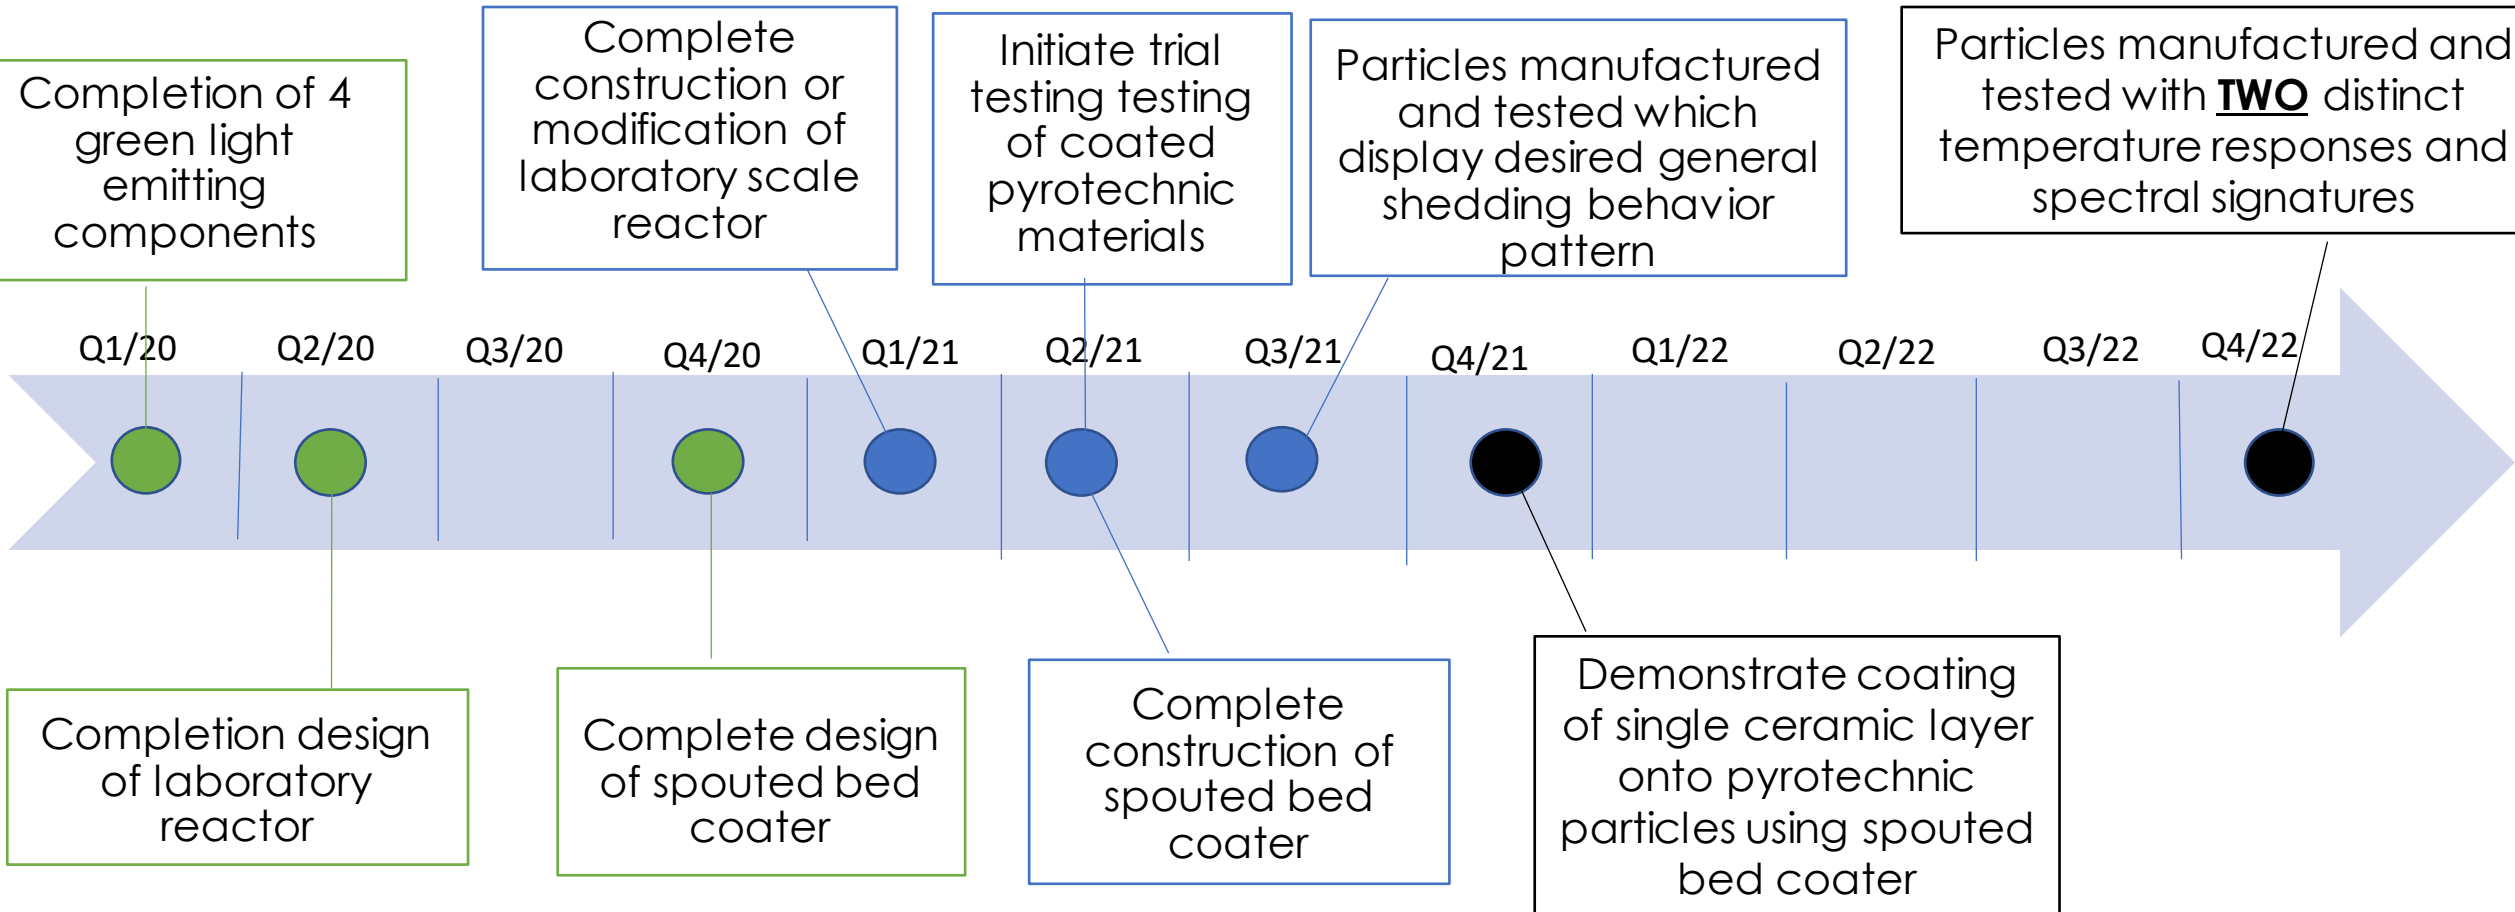 Completion of 4
green light
emitting
components
Complete
construction or
modification of
laboratory scale
reactor
Initiate trial
testing testing
of coated
pyrotechnic
materials
Particles manufactured
and tested which
display desired general
shedding behavior
pattern
Particles manufactured and
tested with TWO distinct
temperature responses and
spectral signatures
Q1/20 Q2/20 Q3/20 Q4/20 Q1/21 Q2/21 Q3/21 Q4/21 Q1/22 Q2/22 Q3/22 Q4/22
Completion design
of laboratory
reactor
Complete design
of spouted bed
coater
Complete
construction of
spouted bed
coater
Demonstrate coating
of single ceramic layer
onto pyrotechnic
particles using spouted
bed coater